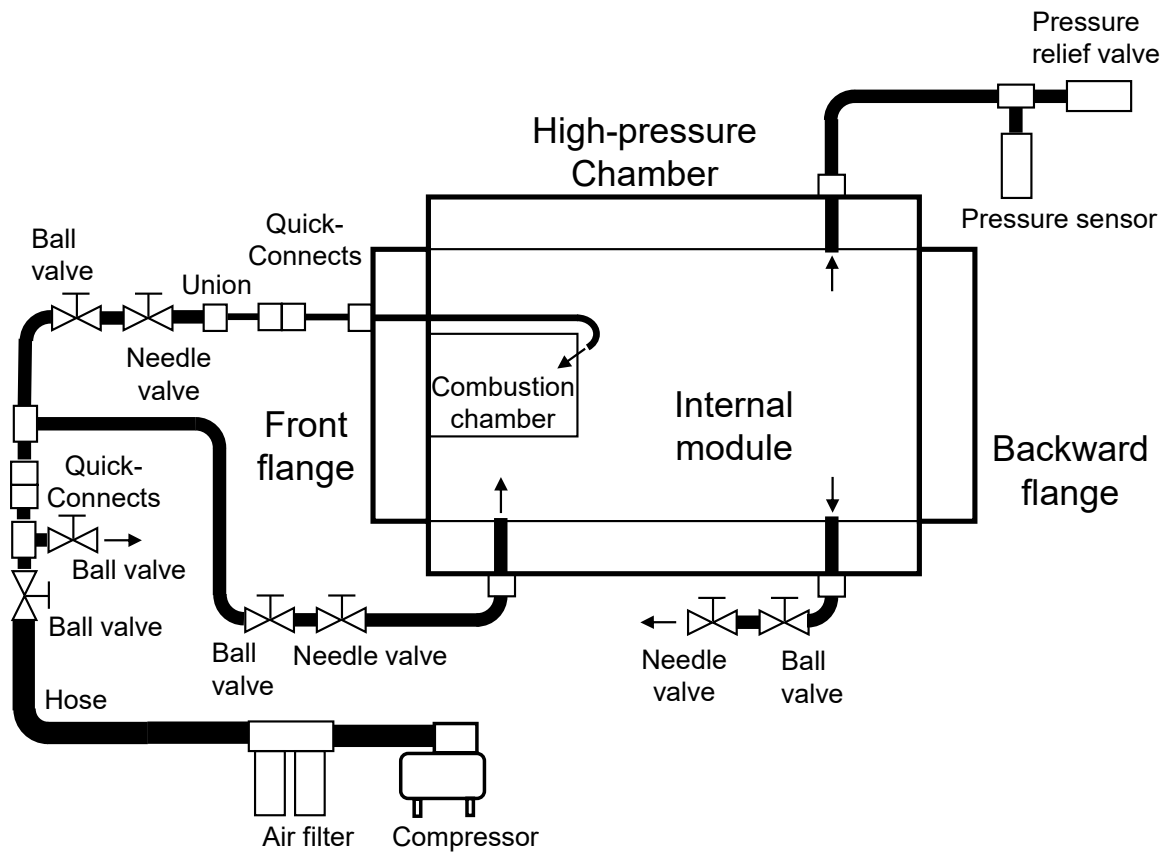 Pressure
relief valve
High-pressure
Chamber
Pressure sensor
Quick-
Connects
Ball
valve
Union
Needle
valve
Combustion
chamber
Internal
module
Front
flange
Backward
flange
Quick-
Connects
Ball valve
Ball valve
Ball
valve
Needle valve
Needle
valve
Ball
valve
Hose
Air filter
Compressor